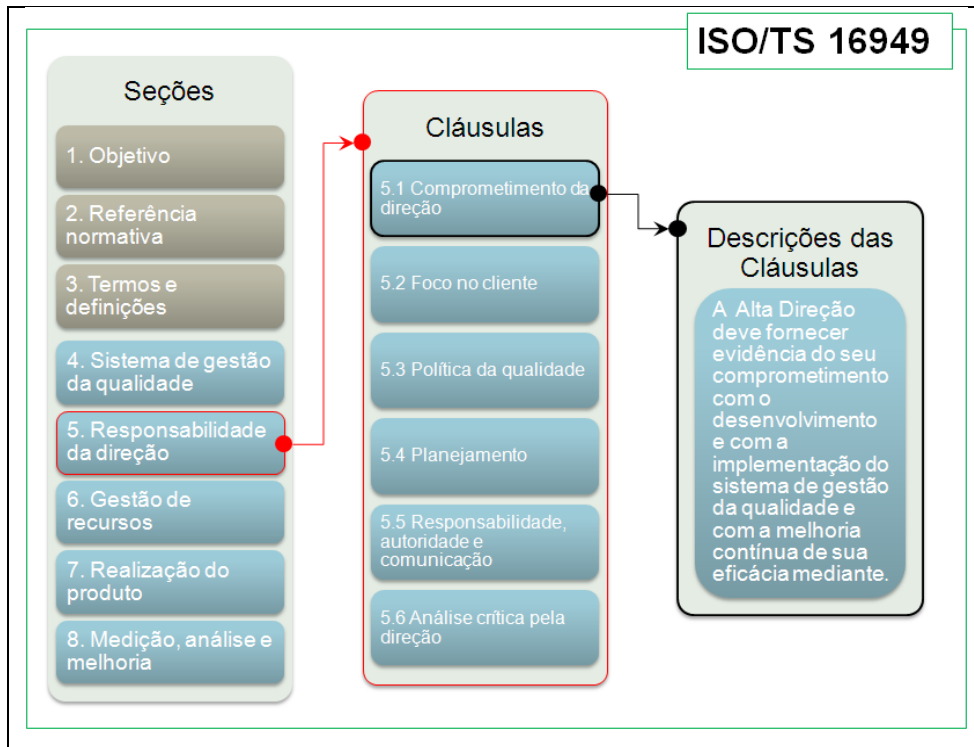 ISO/TS 16949
Seções
1. Objetivo
2. Referência
normativa
3. Termos e
definições
4. Sistema de gestão
da qualidade
5. Responsabilidade
da direção
6. Gestão de
recursos
7. Realização do
produto
8. Medição, análise e
melhoria
Cláusulas
5.1 Comprometimento da
direção
5.2 Foco no cliente
5.3 Política da qualidade
5.4 Planejamento
5.5 Responsabilidade,
autoridade e
comunicação
5.6 Análise crítica pela
direção
Descrições das
Cláusulas
A Alta Direção
deve fornecer
evidência do seu
comprometimento
com o
desenvolvimento
e com a
implementação do
sistema de gestão
da qualidade e
com a melhoria
contínua de sua
eficácia mediante.